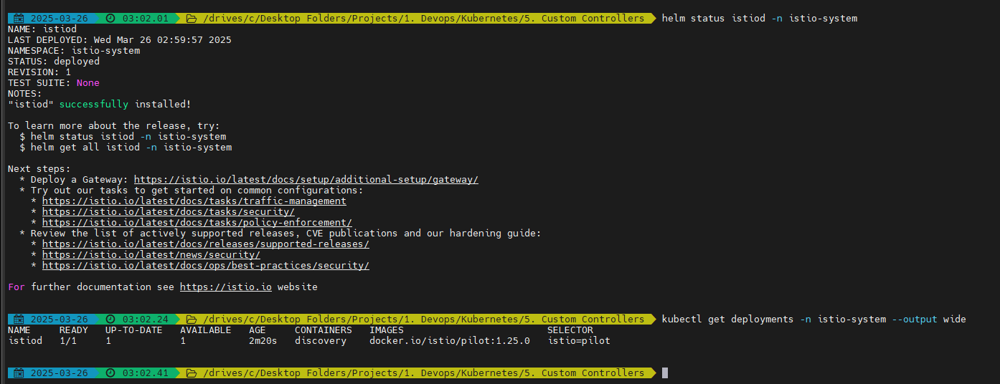 2025-03-26 03:02.01 /drives/c/Desktop Folders/Projects/1. Devops/Kubernetes/5. Custom Controllers helm status istiod -n istio-system
NAME: istiod
LAST DEPLOYED: Wed Mar 26 02:59:57 2025
NAMESPACE: istio-system
STATUS: deployed
REVISION: 1
TEST SUITE: None
NOTES:
"istiod" successfully installed!
To learn more about the release, try:
$ helm status istiod -n istio-system
$ helm get all istiod -n istio-system
Next steps:
* Deploy a Gateway: https://istio.io/latest/docs/setup/additional-setup/gateway/
* Try out our tasks to get started on common configurations:
* https://istio.io/latest/docs/tasks/traffic-management
* https://istio.io/latest/docs/tasks/security/
* https://istio.io/latest/docs/tasks/policy-enforcement/
* Review the list of actively supported releases, CVE publications and our hardening guide:
* https://istio.io/latest/docs/releases/supported-releases/
* https://istio.io/latest/news/security/
* https://istio.io/latest/docs/ops/best-practices/security/
For further documentation see https://istio.io website
2025-03-26 03:02.24 /drives/c/Desktop Folders/Projects/1. Devops/Kubernetes/5. Custom Controllers kubectl get deployments -n istio-system --output wide
NAME READY UP-TO-DATE AVAILABLE AGE CONTAINERS IMAGES SELECTOR
istiod 1/1 1 1 2m20s discovery docker.io/istio/pilot:1.25.0 istio=pilot
2025-03-26 03:02.41 /drives/c/Desktop Folders/Projects/1. Devops/Kubernetes/5. Custom Controllers